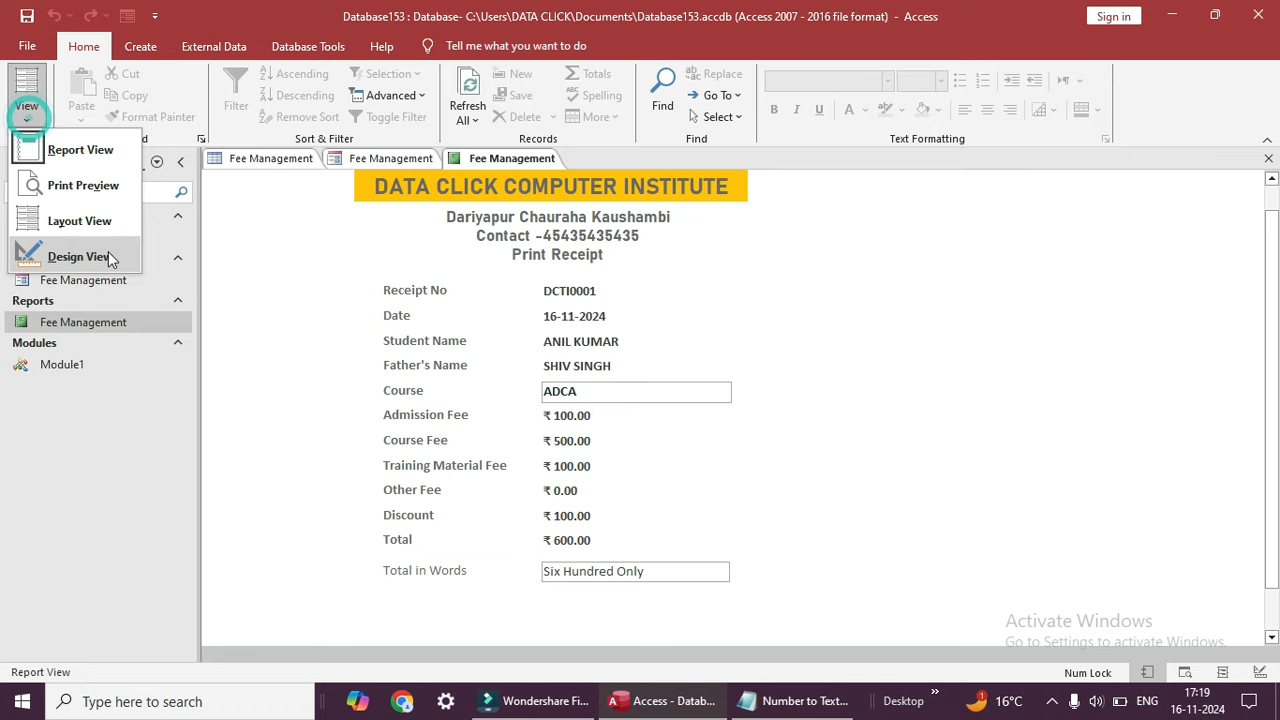 Database153 : Database- C:\Users\DATA CLICK\Documents\Database153.accdb (Access 2007 - 2016 file format) - Access
Sign in
File Home Create External Data Database Tools Help Tell me what you want to do
View
Paste
Cut
Copy
Format Painter
Filter
Ascending
Descending
Remove Sort
Selection
Advanced
Toggle Filter
Sort & Filter
Refresh
All
New
Save
Delete
Totals
Spelling
More
Records
Find
Replace
Go To
Select
Find
B I U
A
A
Text Formatting
Report View
Print Preview
Layout View
Design View
Fee Management
Reports
Fee Management
Modules
Module1
Fee Management Fee Management Fee Management
DATA CLICK COMPUTER INSTITUTE
Dariyapur Chauraha Kaushambi
Contact -45435435435
Print Receipt
Receipt No DCTI0001
Date 16-11-2024
Student Name ANIL KUMAR
Father's Name SHIV SINGH
Course ADCA
Admission Fee ₹ 100.00
Course Fee ₹ 500.00
Training Material Fee ₹ 100.00
Other Fee ₹ 0.00
Discount ₹ 100.00
Total ₹ 600.00
Total in Words Six Hundred Only
Activate Windows
Go to Settings to activate Windows.
Report View
Num Lock
Type here to search
Wondershare Fi...
Access - Datab...
Number to Text...
Desktop
16°C
ENG
17:19
16-11-2024